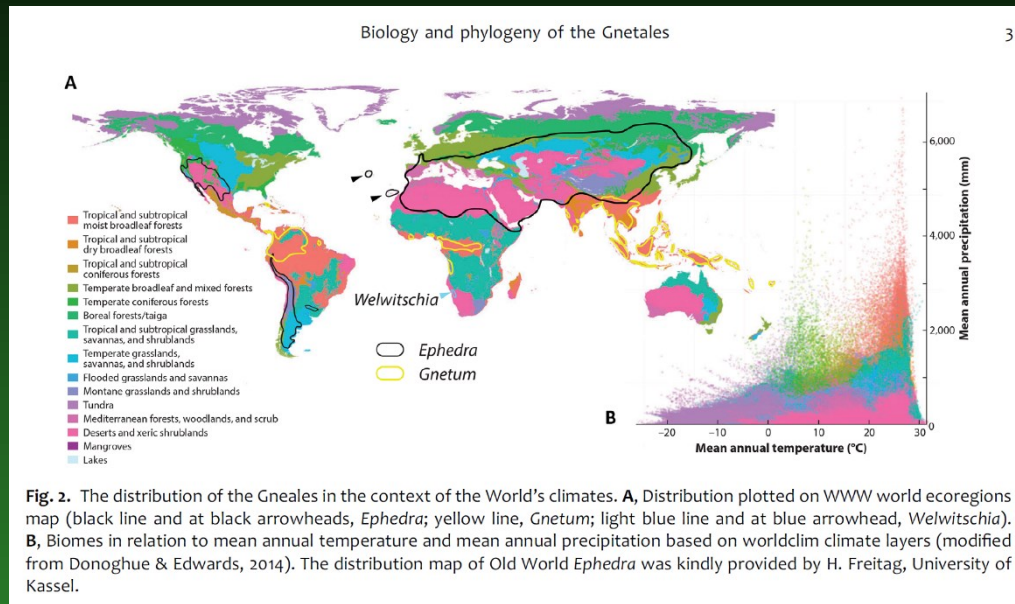 Biology and phylogeny of the Gnetales
3
A
Tropical and subtropical
moist broadleaf forests
Tropical and subtropical
dry broadleaf forests
Tropical and subtropical
coniferous forests
Temperate broadleaf and mixed forests
Temperate coniferous forests
Boreal forests/taiga
Tropical and subtropical grasslands,
savannas, and shrublands
Temperate grasslands,
savannas, and shrublands
Flooded grasslands and savannas
Montane grasslands and shrublands
Tundra
Mediterranean forests, woodlands, and scrub
Deserts and xeric shrublands
Mangroves
Lakes
Welwitschia
Ephedra
Gnetum
B
6,000
4,000
2,000
0
Mean annual precipitation (mm)
−20 −10 0 10 20 30
Mean annual temperature (°C)
Fig. 2. The distribution of the Gneales in the context of the World's climates. A, Distribution plotted on WWW world ecoregions
map (black line and at black arrowheads, Ephedra; yellow line, Gnetum; light blue line and at blue arrowhead, Welwitschia).
B, Biomes in relation to mean annual temperature and mean annual precipitation based on worldclim climate layers (modified
from Donoghue & Edwards, 2014). The distribution map of Old World Ephedra was kindly provided by H. Freitag, University of
Kassel.